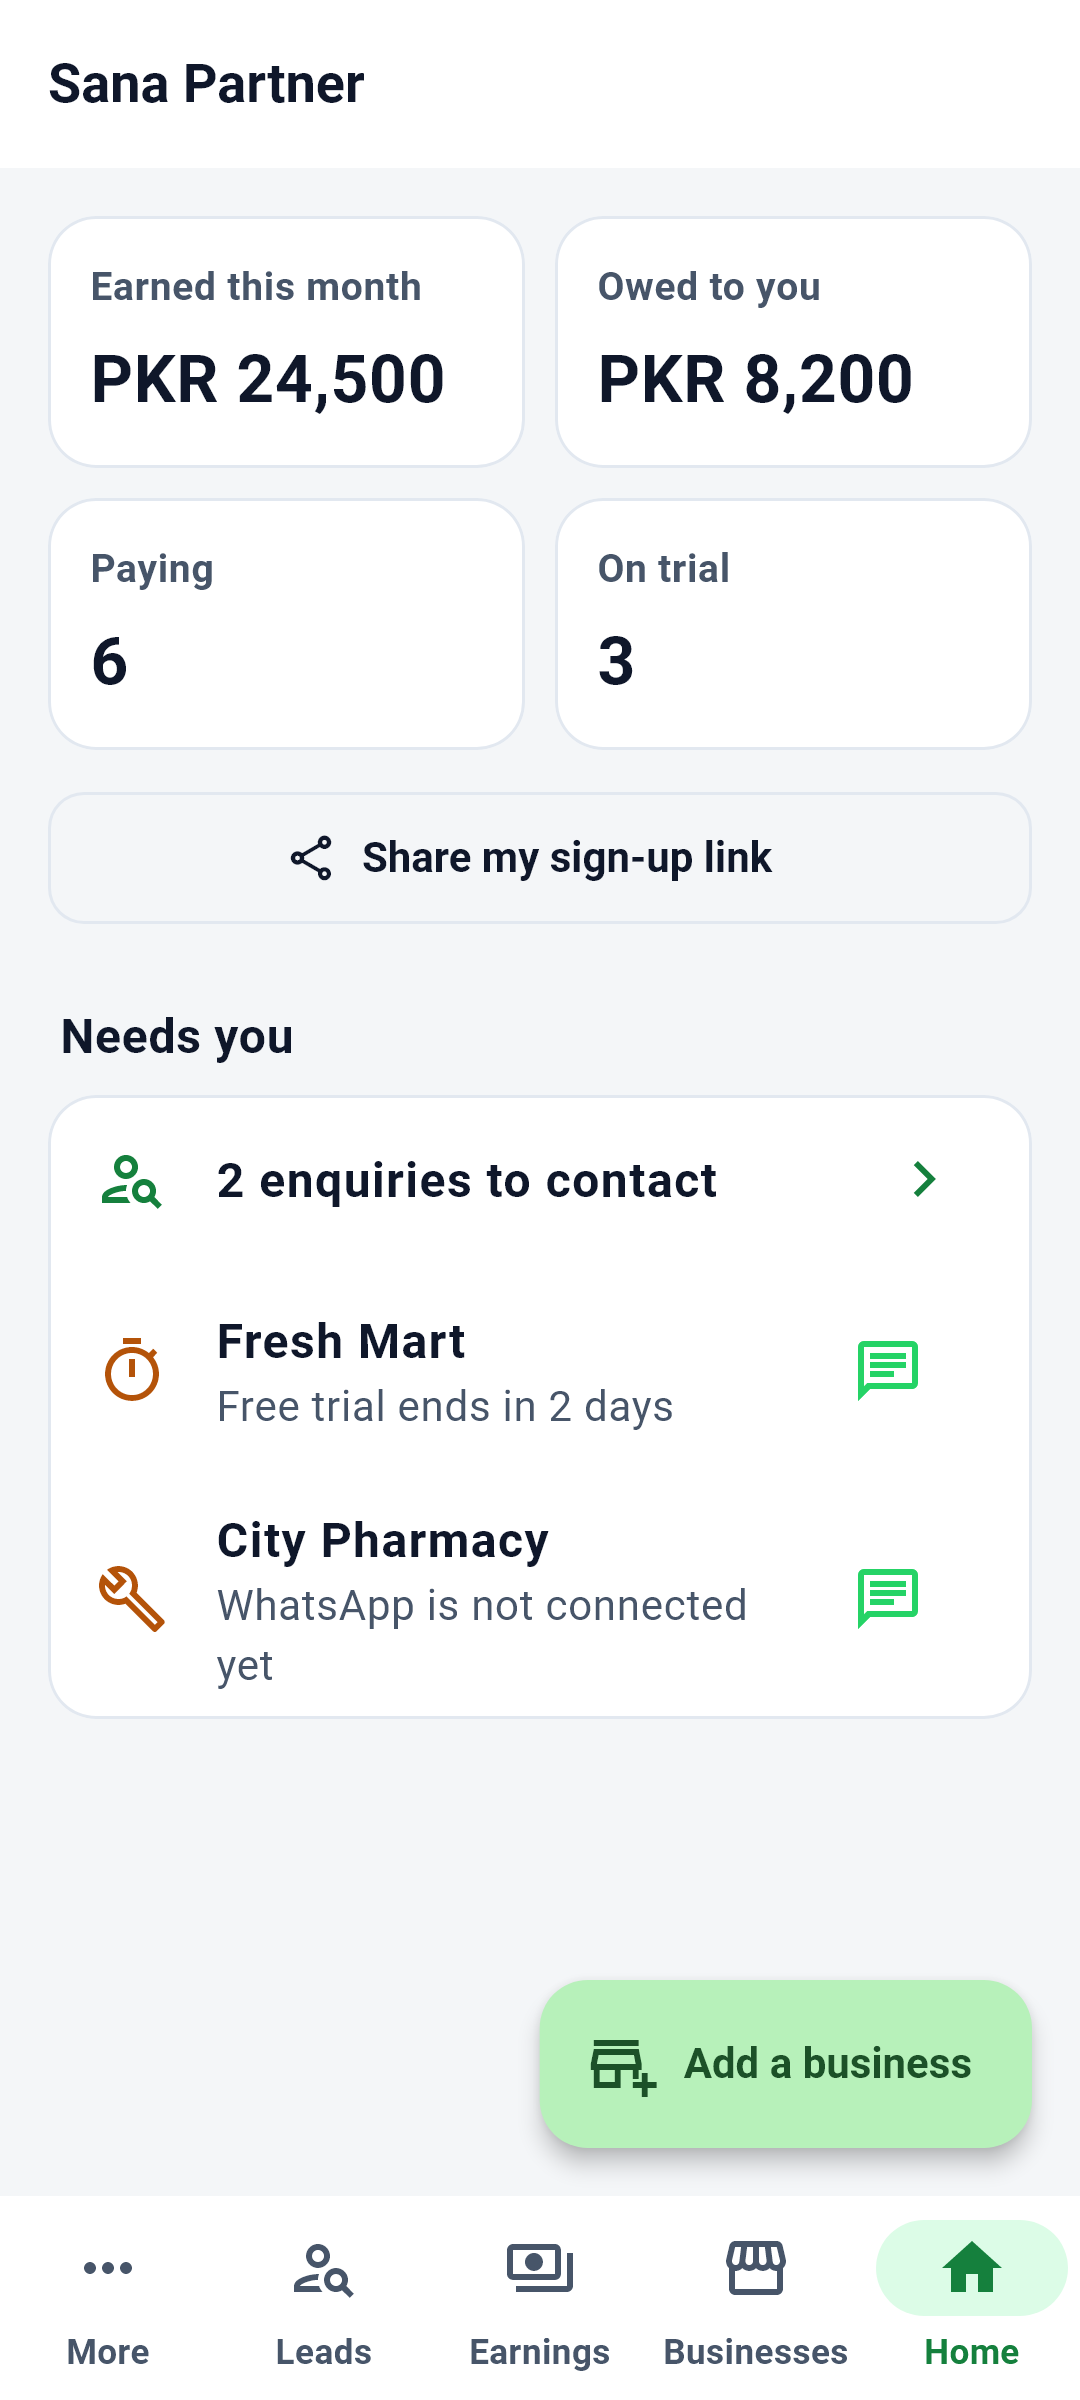 Sana Partner
Earned this month
PKR 24,500
Owed to you
PKR 8,200
Paying
6
On trial
3
Share my sign-up link
Needs you
2 enquiries to contact
Fresh Mart
Free trial ends in 2 days
City Pharmacy
WhatsApp is not connected
yet
Add a business
More
Leads
Earnings
Businesses
Home